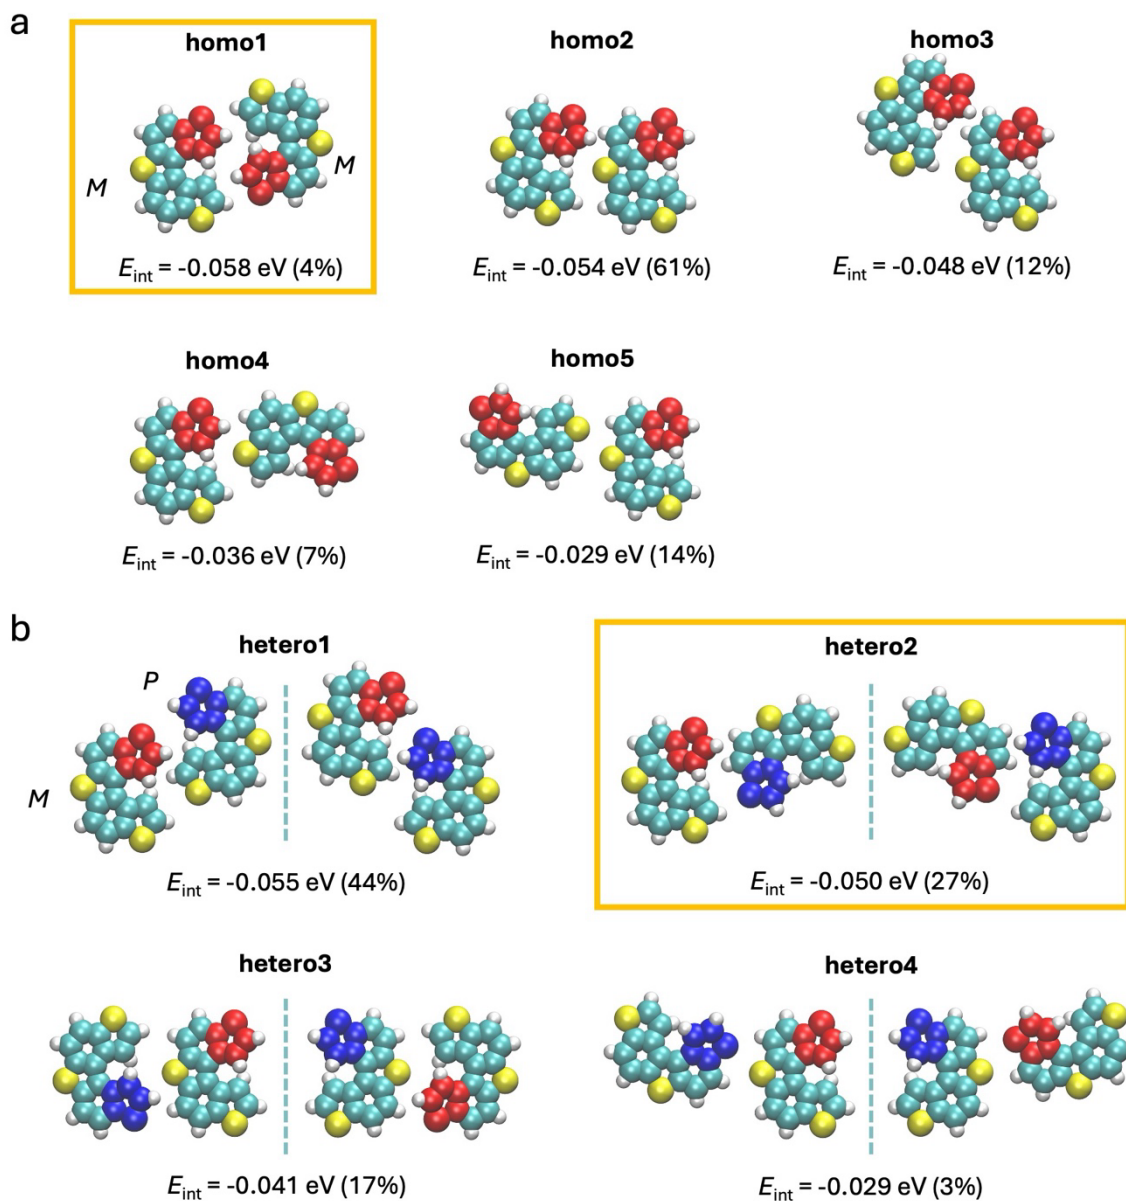 a
homo1
homo2
homo3
M
M
E_int = -0.058 eV (4%)
E_int = -0.054 eV (61%)
E_int = -0.048 eV (12%)
homo4
homo5
E_int = -0.036 eV (7%)
E_int = -0.029 eV (14%)
b
hetero1
hetero2
P
M
E_int = -0.055 eV (44%)
E_int = -0.050 eV (27%)
hetero3
hetero4
E_int = -0.041 eV (17%)
E_int = -0.029 eV (3%)